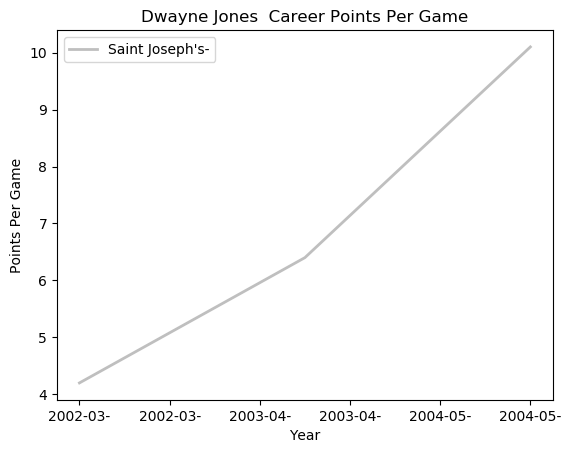 Dwayne Jones  Career Points Per Game
Saint Joseph's-
10
9
8
7
6
5
4
Points Per Game
2002-03- 2002-03- 2003-04- 2003-04- 2004-05- 2004-05-
Year